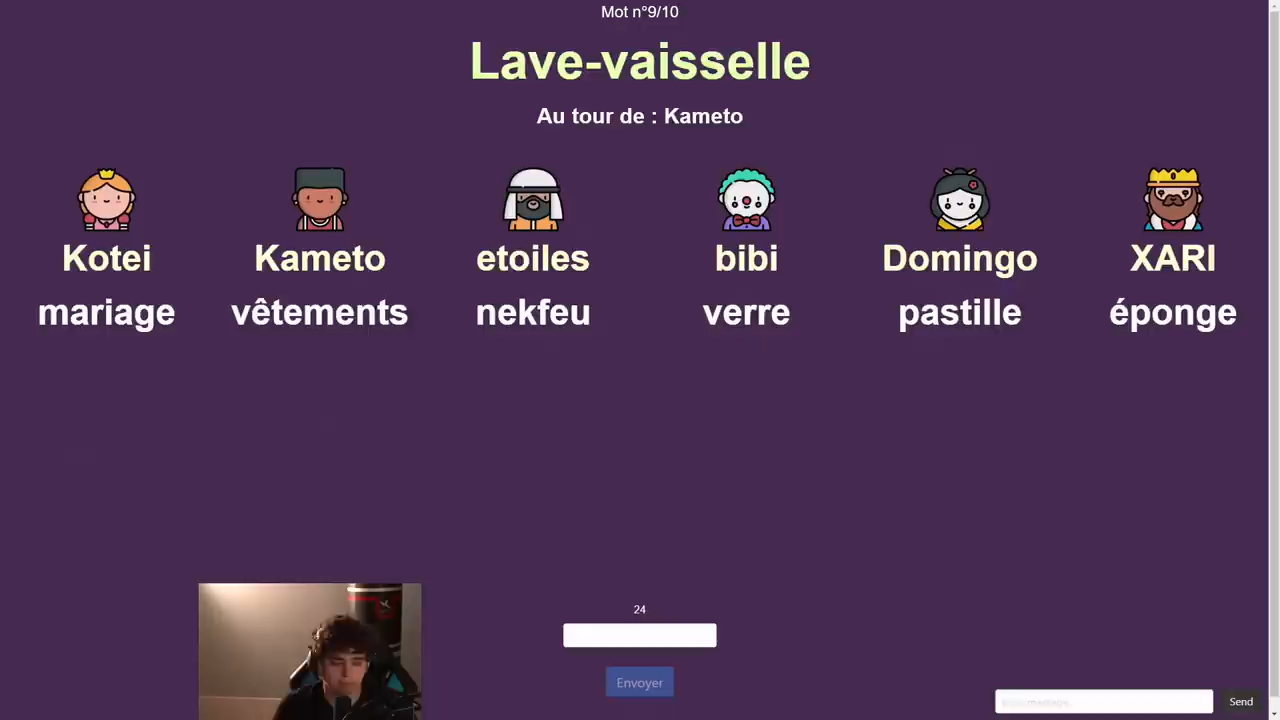 Mot n°9/10
Lave-vaisselle
Au tour de : Kameto
Kotei Kameto etoiles bibi Domingo XARI
mariage vêtements nekfeu verre pastille éponge
24
Envoyer
Send